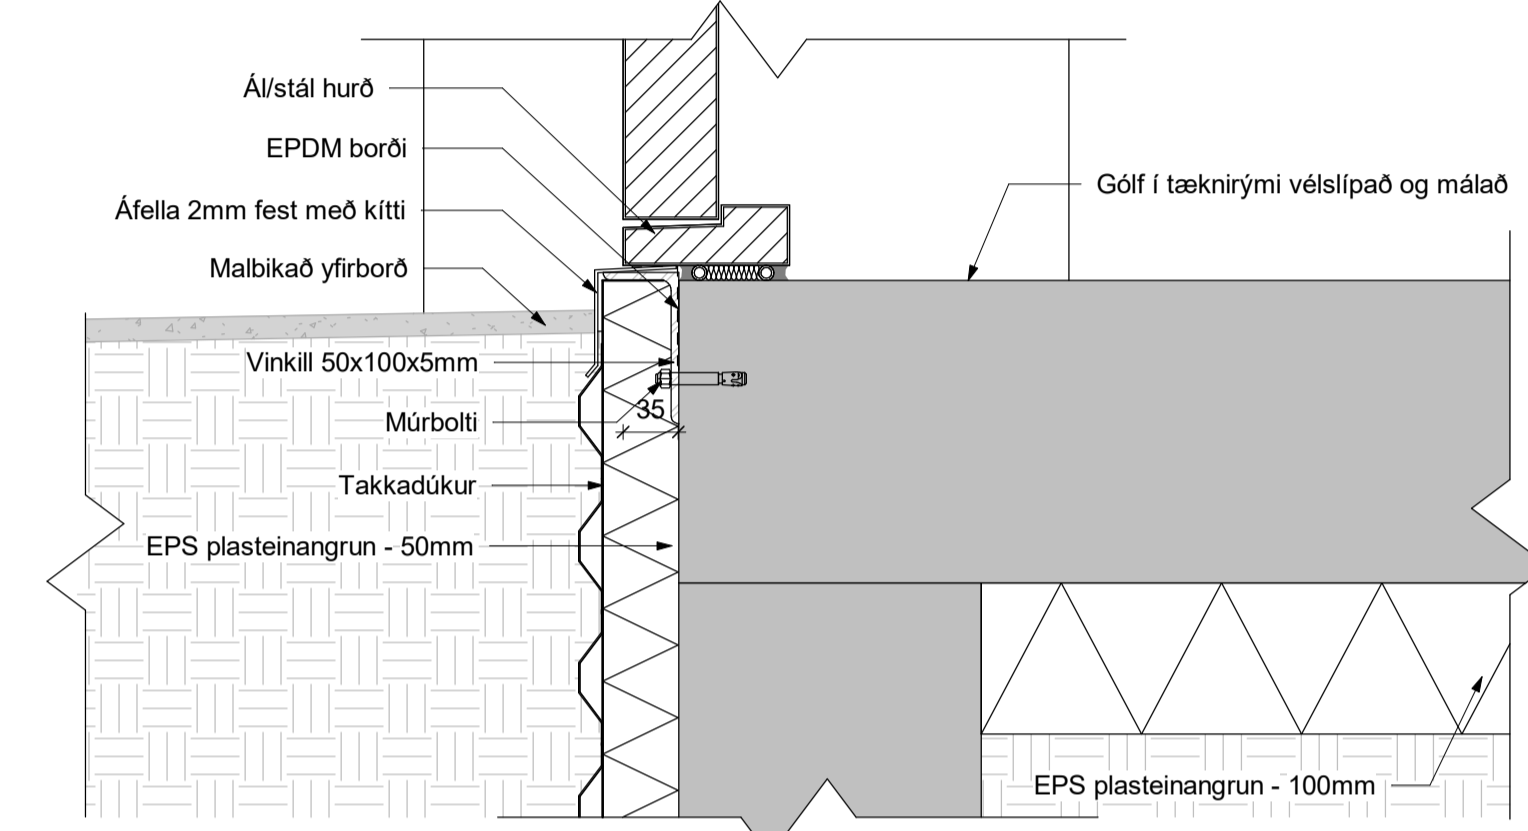 Ál/stál hurð
EPDM borði
Áfella 2mm fest með kítti
Malbikað yfirborð
Gólf í tæknirými vélslípað og málað
Vinkill 50x100x5mm
Múrbolti
35
Takkadúkur
EPS plasteinangrun - 50mm
EPS plasteinangrun - 100mm